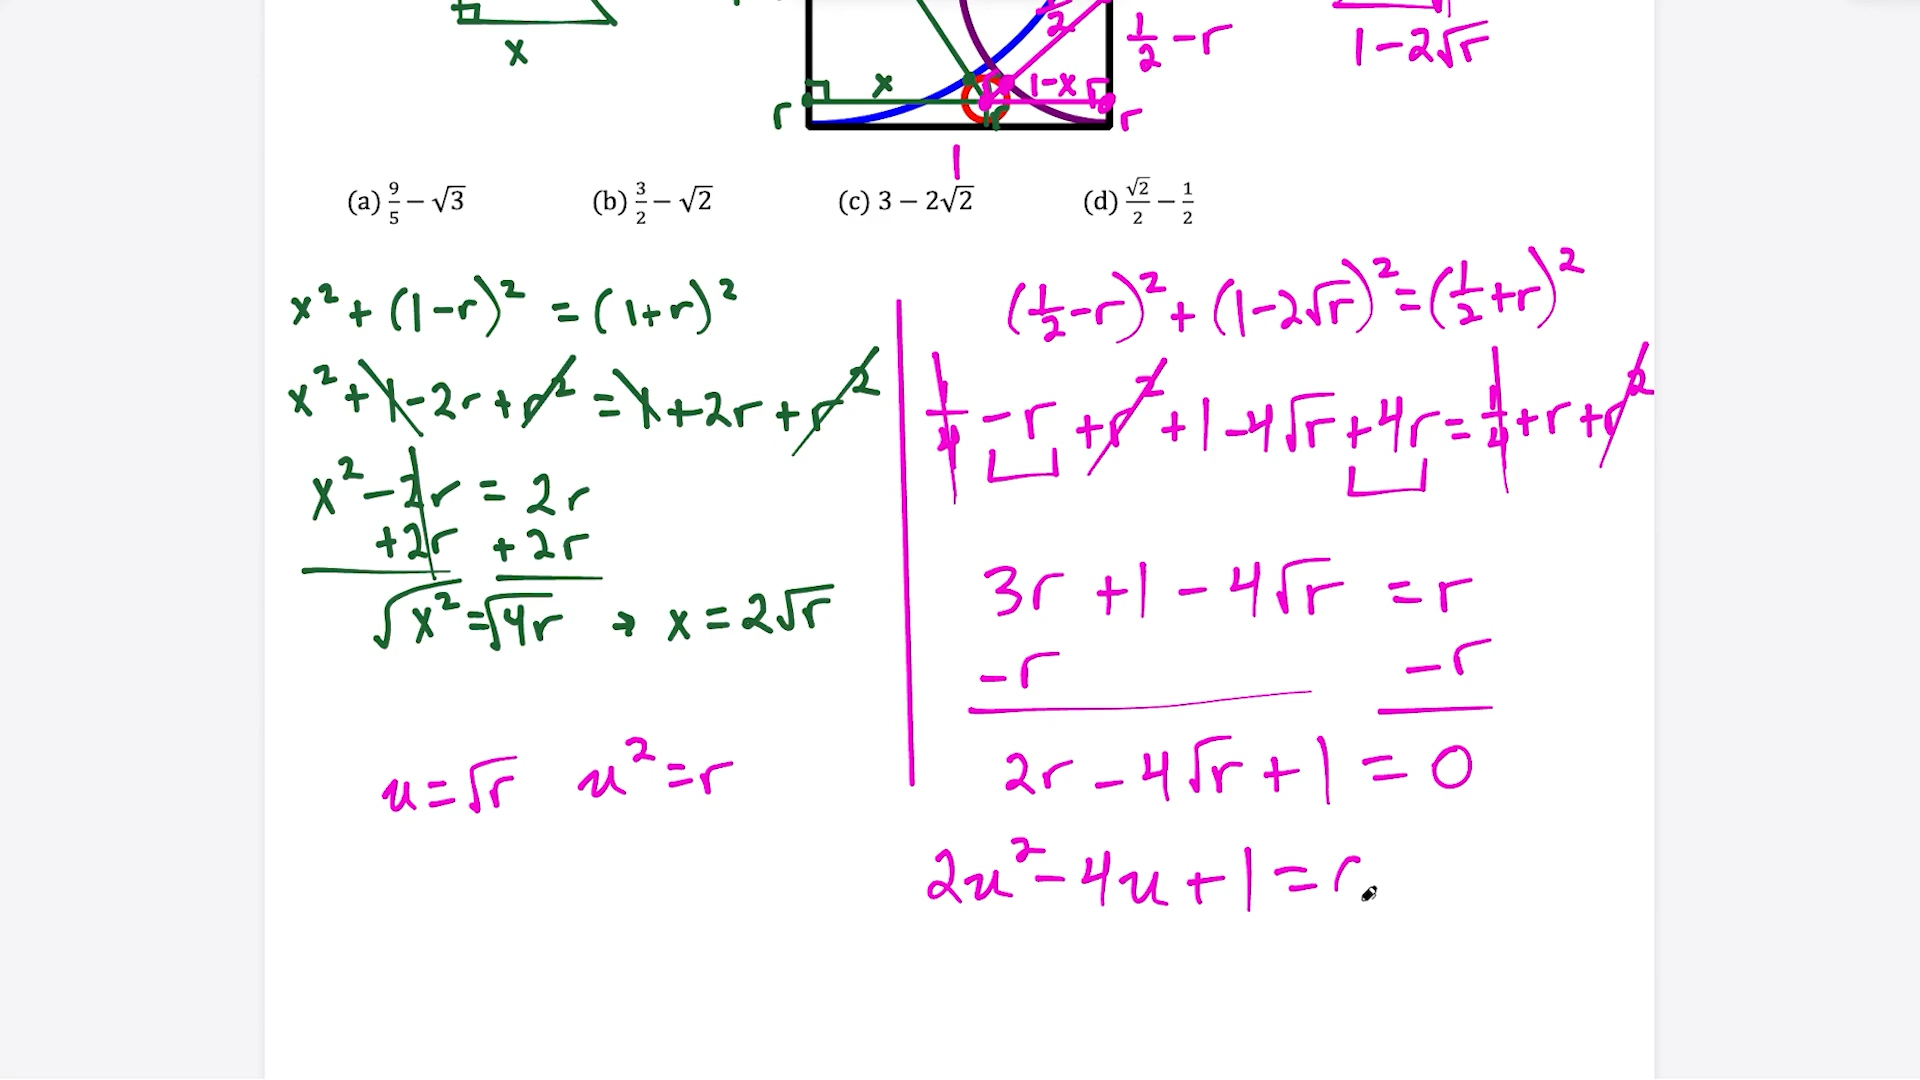 x
1/2
1/2 - r
1 - 2√r
x
1-x
r
r
r
1
(a) 9/5 − √3 (b) 3/2 − √2 (c) 3 − 2√2 (d) √2/2 − 1/2
x² + (1-r)² = (1+r)²
x² + 1 - 2r + r² = 1 + 2r + r²
x² - 2r = 2r
+2r +2r
√x² = √4r → x = 2√r
u = √r u² = r
(1/2 - r)² + (1 - 2√r)² = (1/2 + r)²
1/4 - r + r² + 1 - 4√r + 4r = 1/4 + r + r²
3r + 1 - 4√r = r
-r -r
2r - 4√r + 1 = 0
2u² - 4u + 1 =